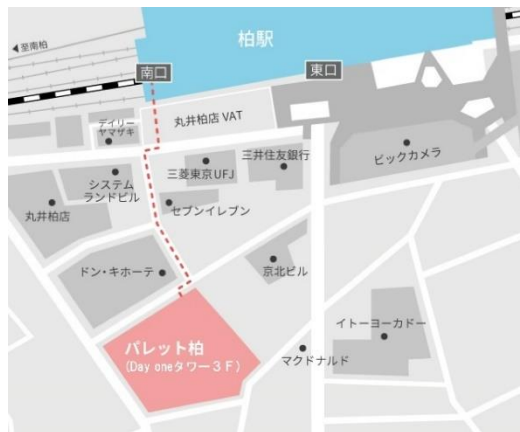 柏駅
◀至南柏
南口
東口
デイリー
ヤマザキ
丸井柏店 VAT
システム
ランドビル
三菱東京UFJ
三井住友銀行
ビックカメラ
丸井柏店
セブンイレブン
ドン・キホーテ
京北ビル
パレット柏
(Day oneタワー３F)
イトーヨーカドー
マクドナルド